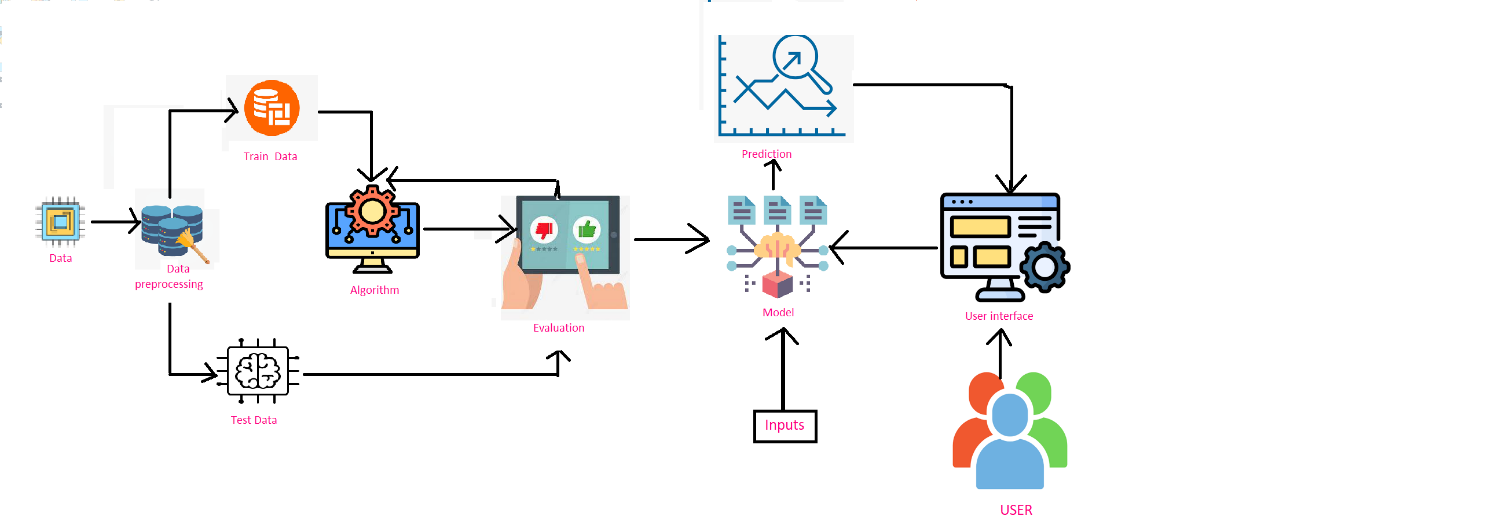 Prediction
Train  Data
Data
Data
preprocessing
Algorithm
Evaluation
Model
User interface
Test Data
Inputs
USER